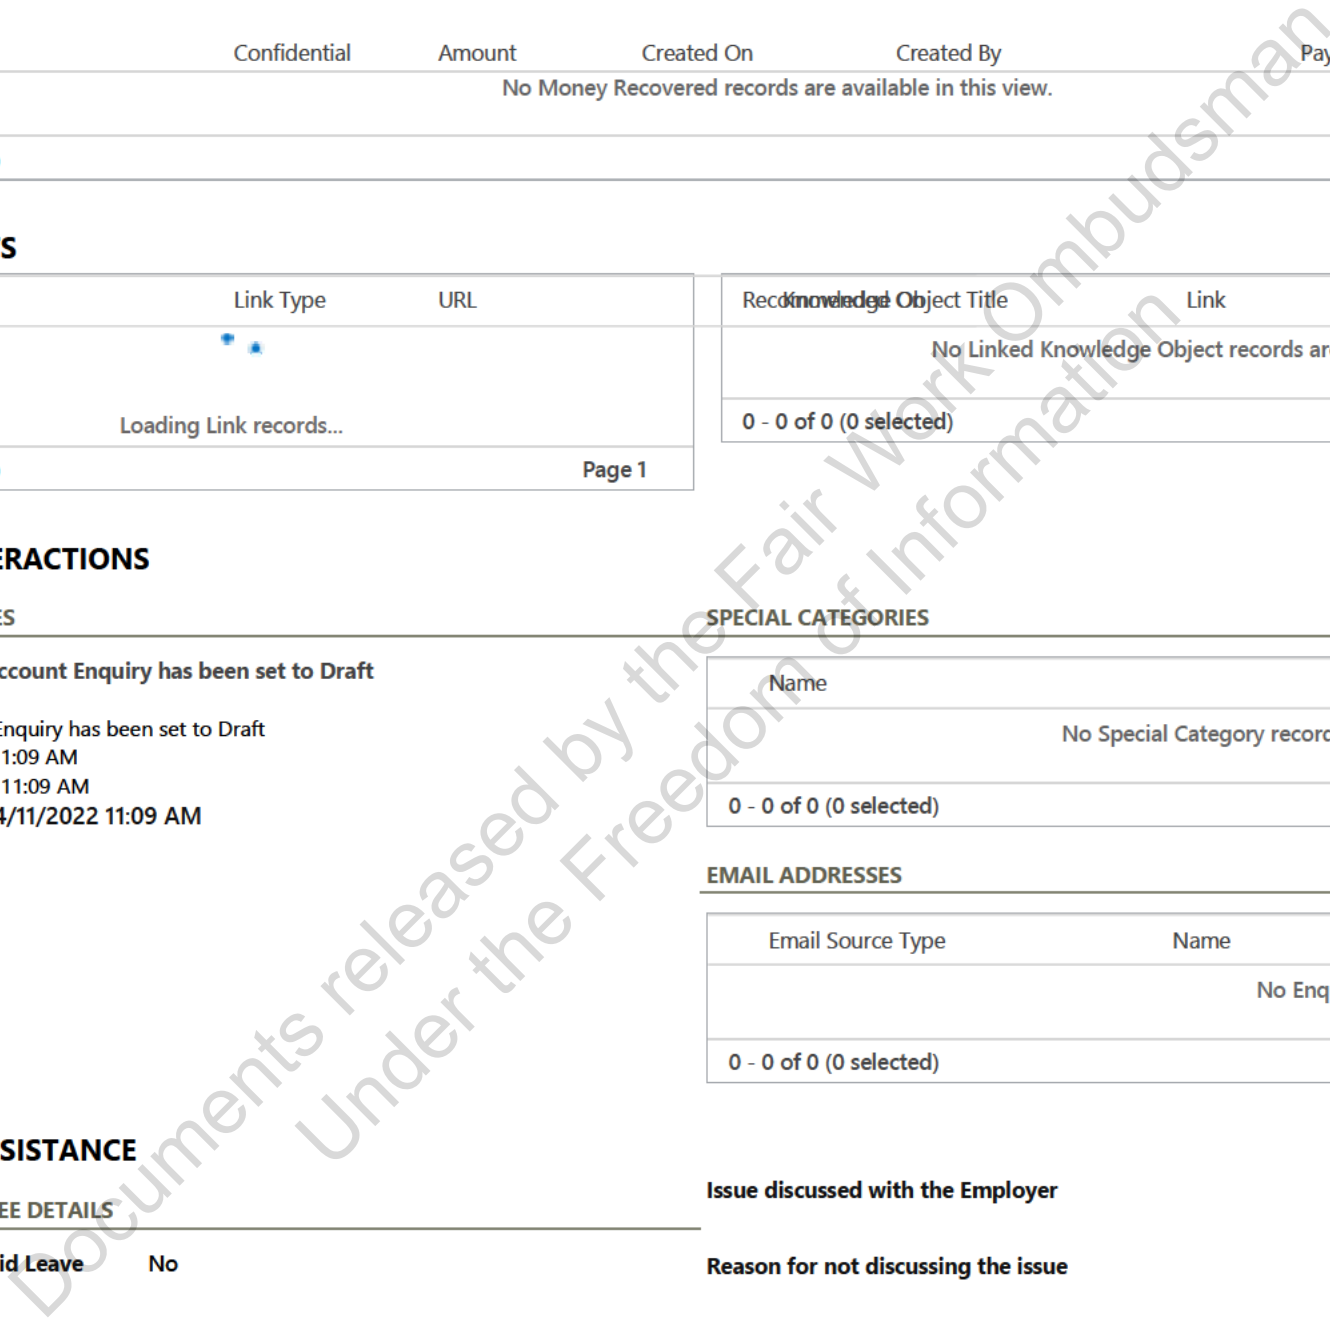 Confidential Amount Created On Created By Pay
No Money Recovered records are available in this view.
TS
Link Type URL
Loading Link records...
Page 1
Recommended On Knowledge Object Title Link
No Linked Knowledge Object records are
0 - 0 of 0 (0 selected)
ERACTIONS
ES
ccount Enquiry has been set to Draft
Enquiry has been set to Draft
1:09 AM
11:09 AM
4/11/2022 11:09 AM
SPECIAL CATEGORIES
Name
No Special Category record
0 - 0 of 0 (0 selected)
EMAIL ADDRESSES
Email Source Type Name
No Enq
0 - 0 of 0 (0 selected)
SISTANCE
EE DETAILS
id Leave No
Issue discussed with the Employer
Reason for not discussing the issue
Documents released by the Fair Work Ombudsman
Under the Freedom of Information